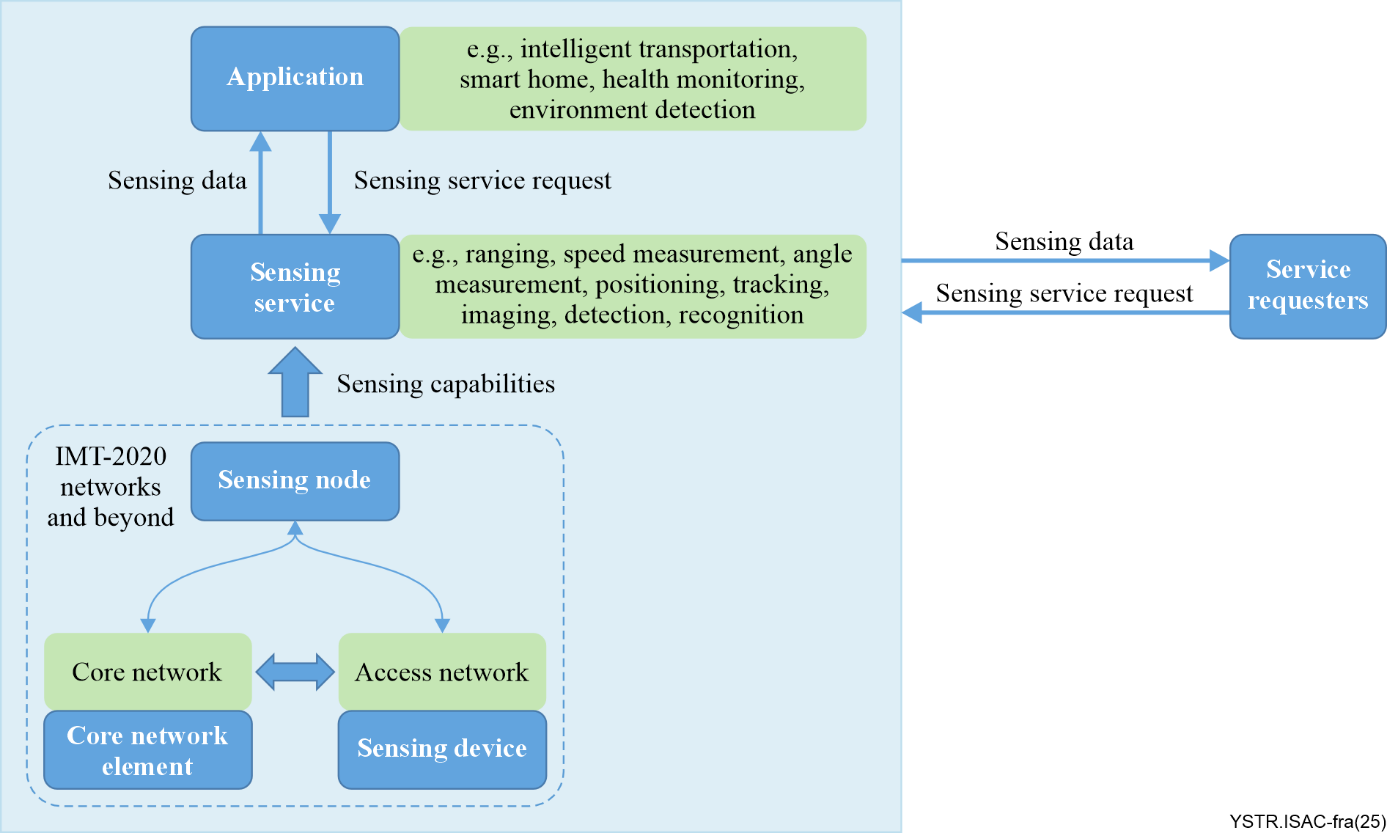 Application
e.g., intelligent transportation,
smart home, health monitoring,
environment detection
Sensing data
Sensing service request
Sensing
service
e.g., ranging, speed measurement, angle
measurement, positioning, tracking,
imaging, detection, recognition
Sensing data
Sensing service request
Service
requesters
Sensing capabilities
IMT-2020
networks
and beyond
Sensing node
Core network
Access network
Core network
element
Sensing device
YSTR.ISAC-fra(25)